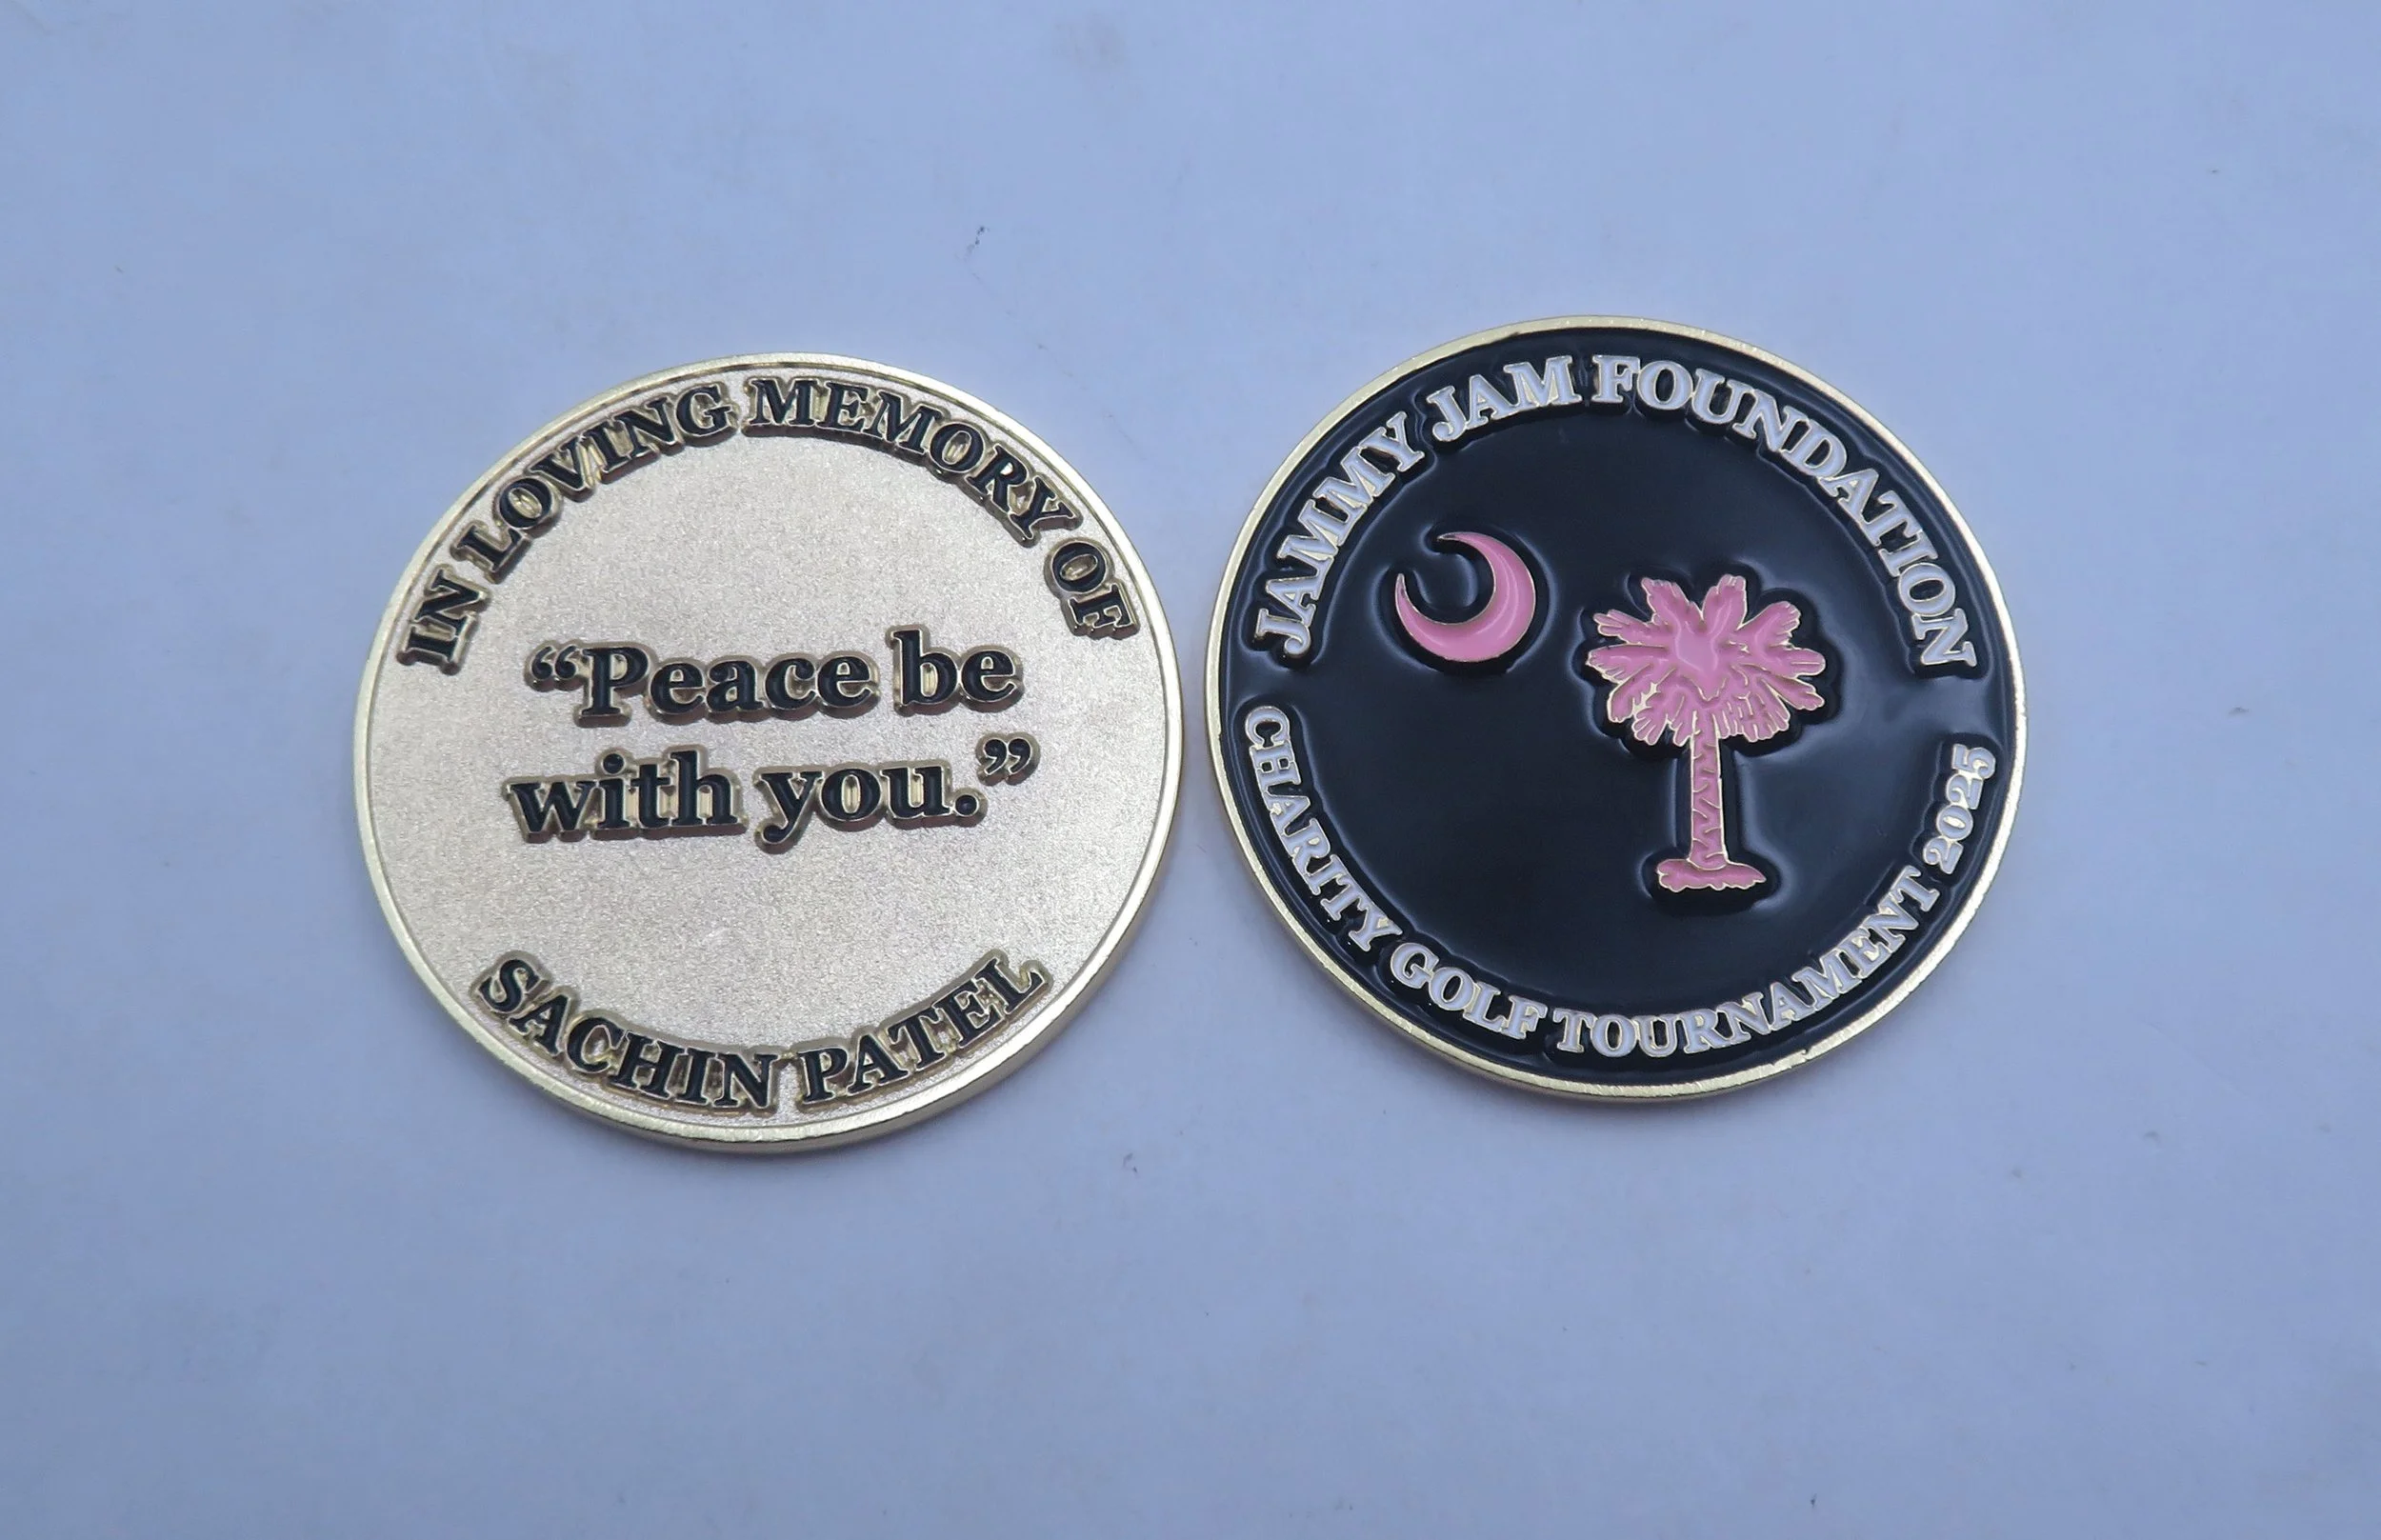 IN LOVING MEMORY OF
“Peace be
with you.”
SACHIN PATEL
JAMMY JAM FOUNDATION
CHARITY GOLF TOURNAMENT 2025